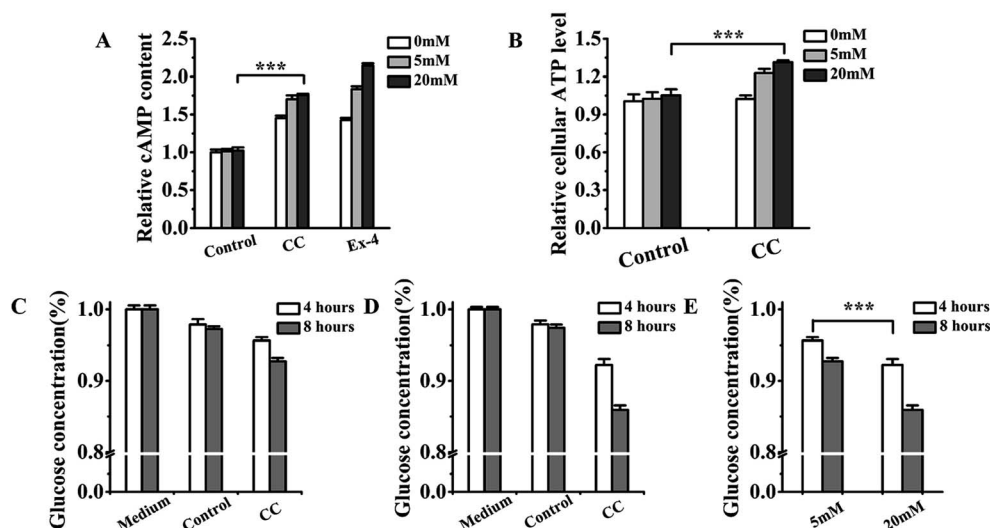 A
Relative cAMP content
2.5
2.0
1.5
1.0
0.5
0.0
***
0mM
5mM
20mM
Control
CC
Ex-4
B
Relative cellular ATP level
1.5
1.2
0.9
0.6
0.3
0.0
***
0mM
5mM
20mM
Control
CC
C
Glucose concentration(%)
1.0
0.9
0.8
0.0
4 hours
8 hours
Medium
Control
CC
D
Glucose concentration(%)
1.0
0.9
0.8
0.0
4 hours
8 hours
Medium
Control
CC
E
Glucose concentration(%)
1.0
0.9
0.8
0.0
***
4 hours
8 hours
5mM
20mM